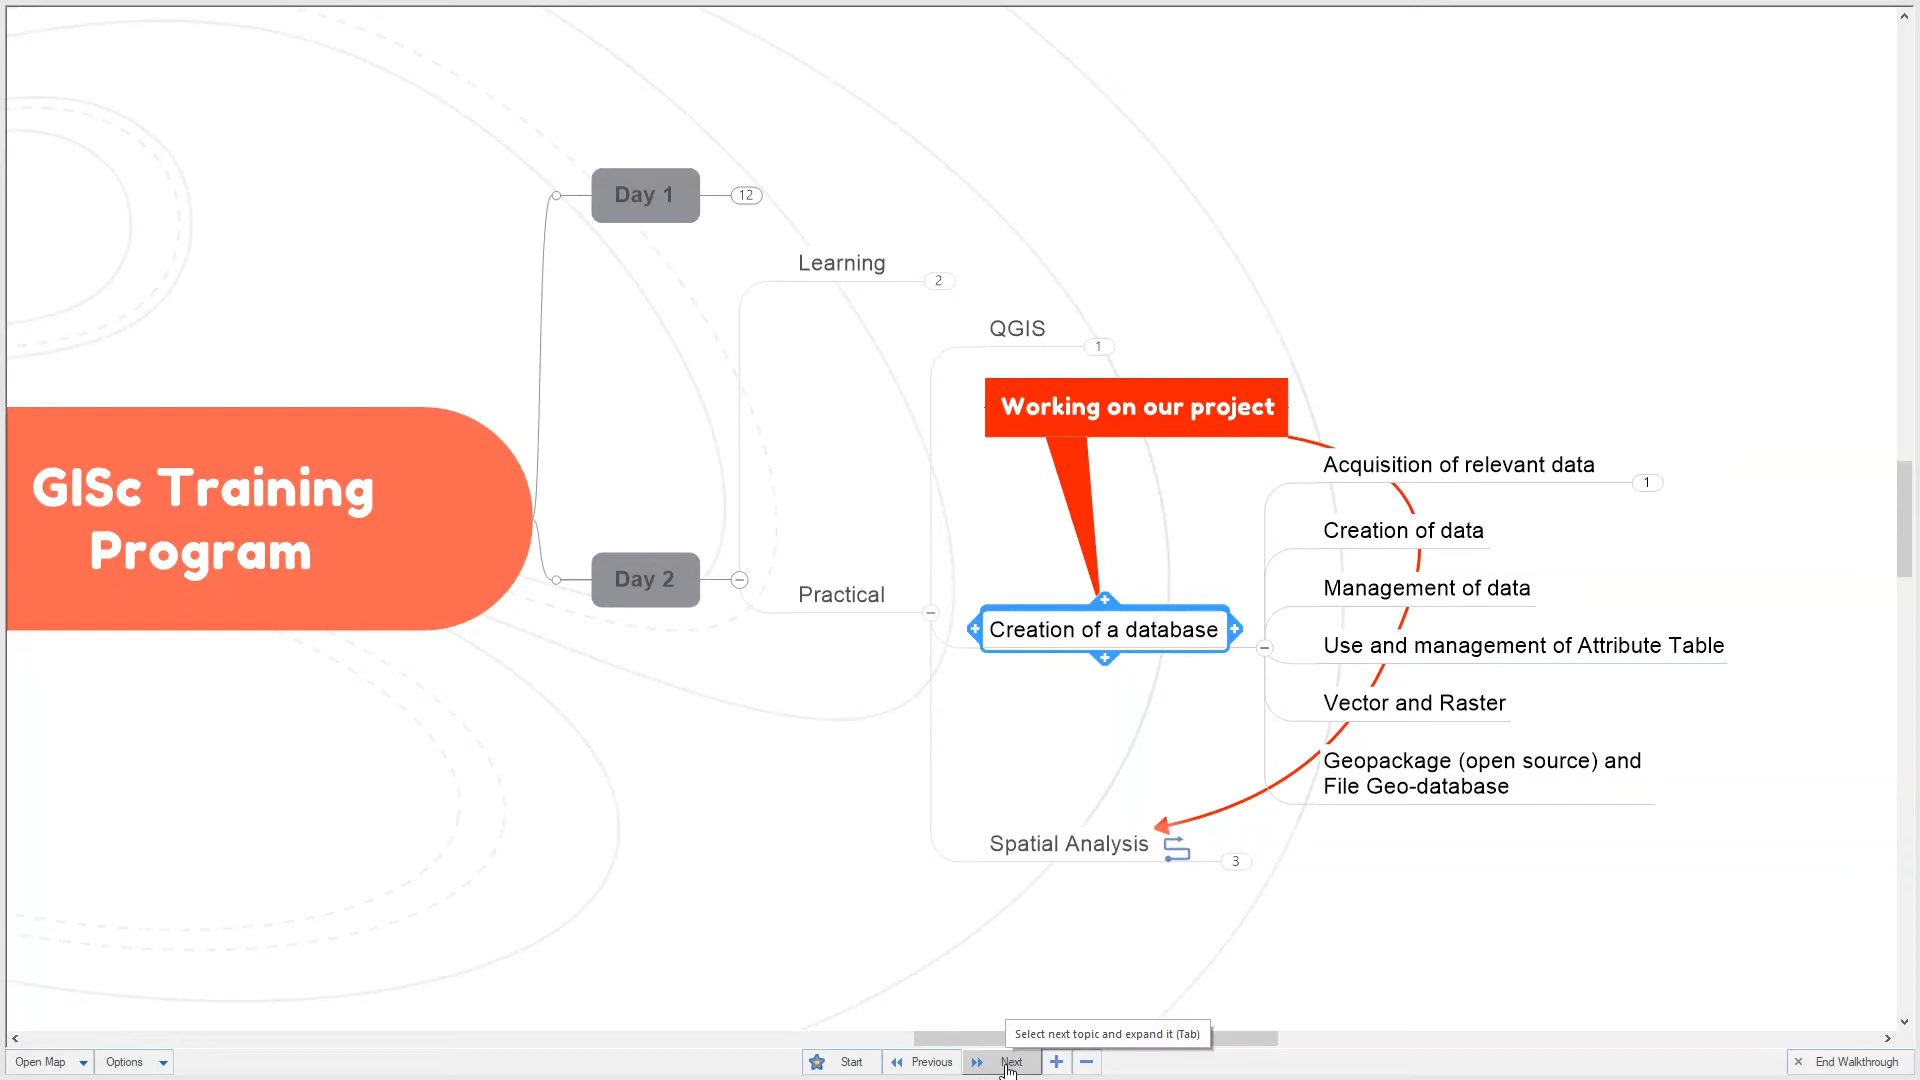 Day 1
12
Learning
2
QGIS
1
Working on our project
GISc Training
Program
Acquisition of relevant data
1
Creation of data
Management of data
Day 2
Practical
Creation of a database
Use and management of Attribute Table
Vector and Raster
Geopackage (open source) and
File Geo-database
Spatial Analysis
3
Select next topic and expand it (Tab)
Open Map
Options
Start
Previous
Next
End Walkthrough